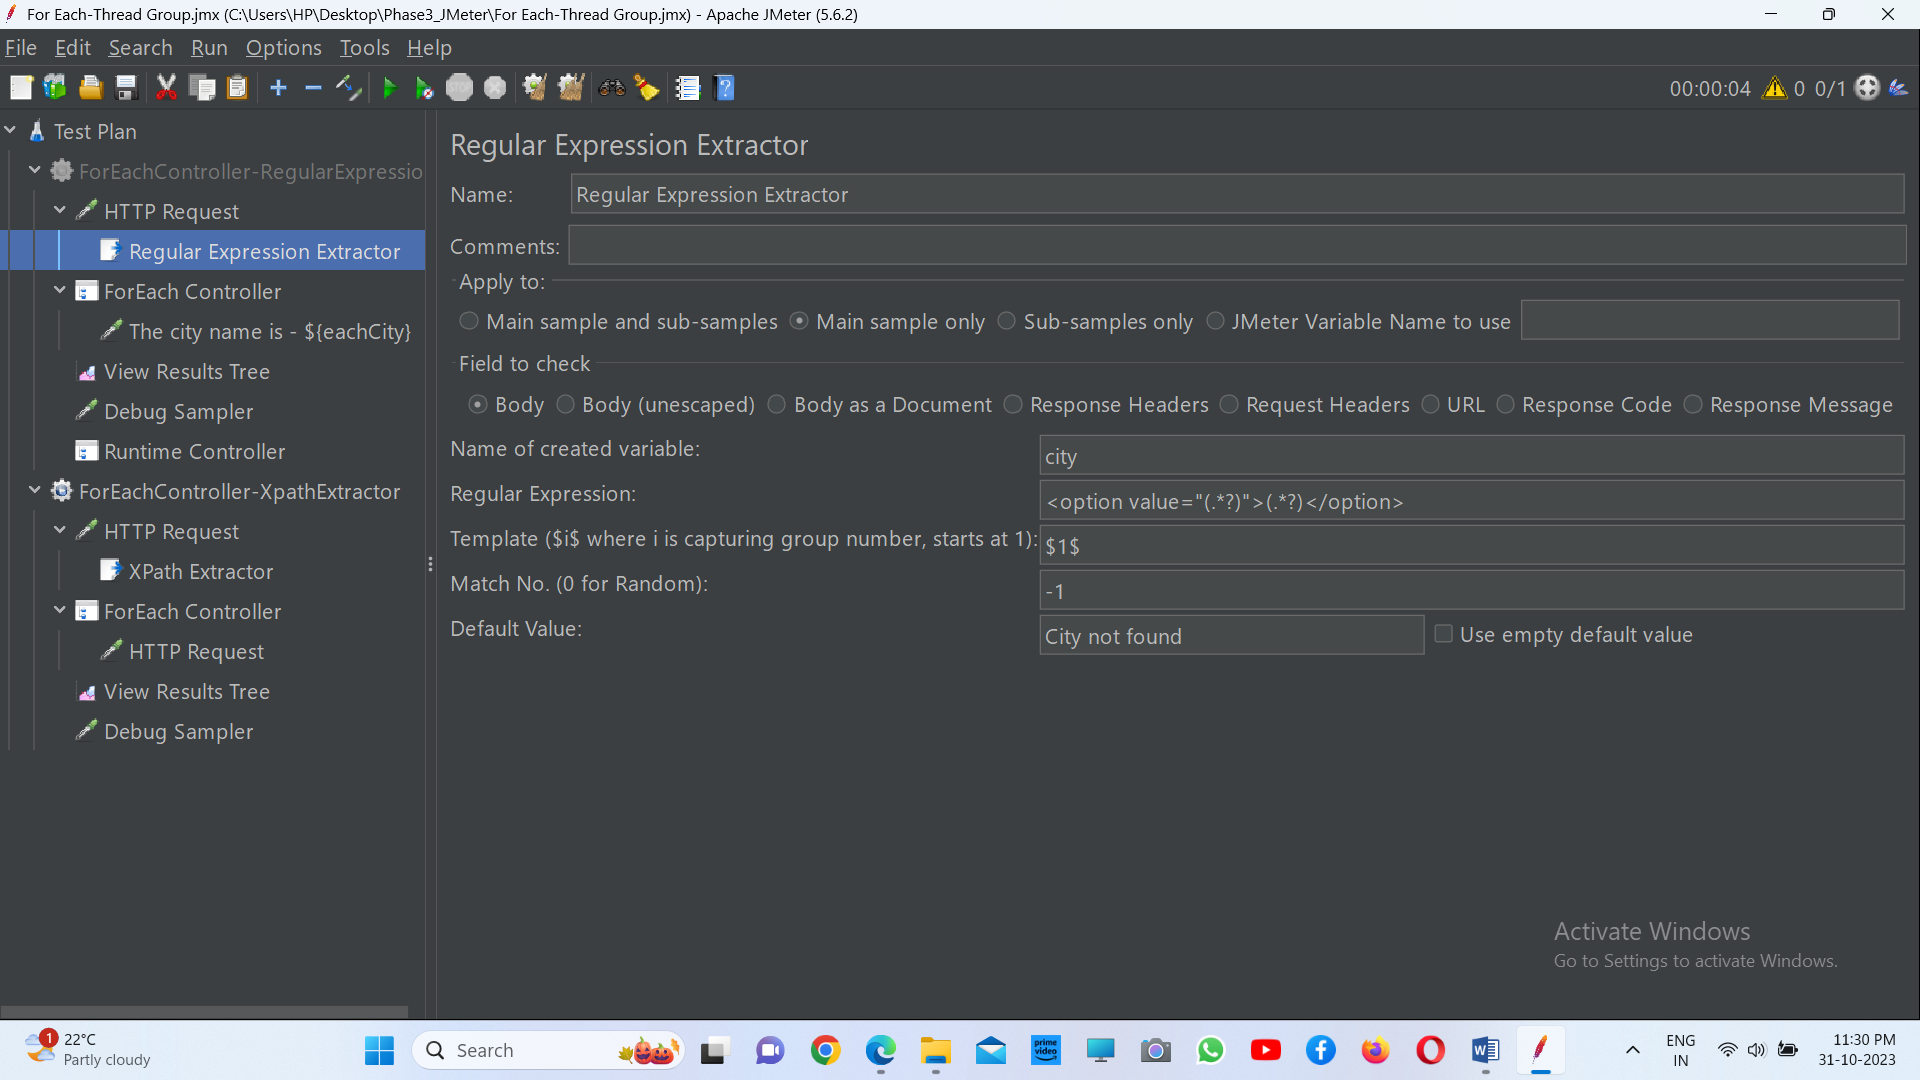 For Each-Thread Group.jmx (C:\Users\HP\Desktop\Phase3_JMeter\For Each-Thread Group.jmx) - Apache JMeter (5.6.2)
File Edit Search Run Options Tools Help
STOP
?
00:00:04 0 0/1
Test Plan
ForEachController-RegularExpressio
HTTP Request
Regular Expression Extractor
ForEach Controller
The city name is - ${eachCity}
View Results Tree
Debug Sampler
Runtime Controller
ForEachController-XpathExtractor
HTTP Request
XPath Extractor
ForEach Controller
HTTP Request
View Results Tree
Debug Sampler
Regular Expression Extractor
Name: Regular Expression Extractor
Comments:
Apply to:
Main sample and sub-samples Main sample only Sub-samples only JMeter Variable Name to use
Field to check
Body Body (unescaped) Body as a Document Response Headers Request Headers URL Response Code Response Message
Name of created variable: city
Regular Expression: <option value="(.*?)">(.*?)</option>
Template ($i$ where i is capturing group number, starts at 1): $1$
Match No. (0 for Random): -1
Default Value: City not found Use empty default value
Activate Windows
Go to Settings to activate Windows.
1
22°C
Partly cloudy
Search
prime
video
ENG
IN
11:30 PM
31-10-2023